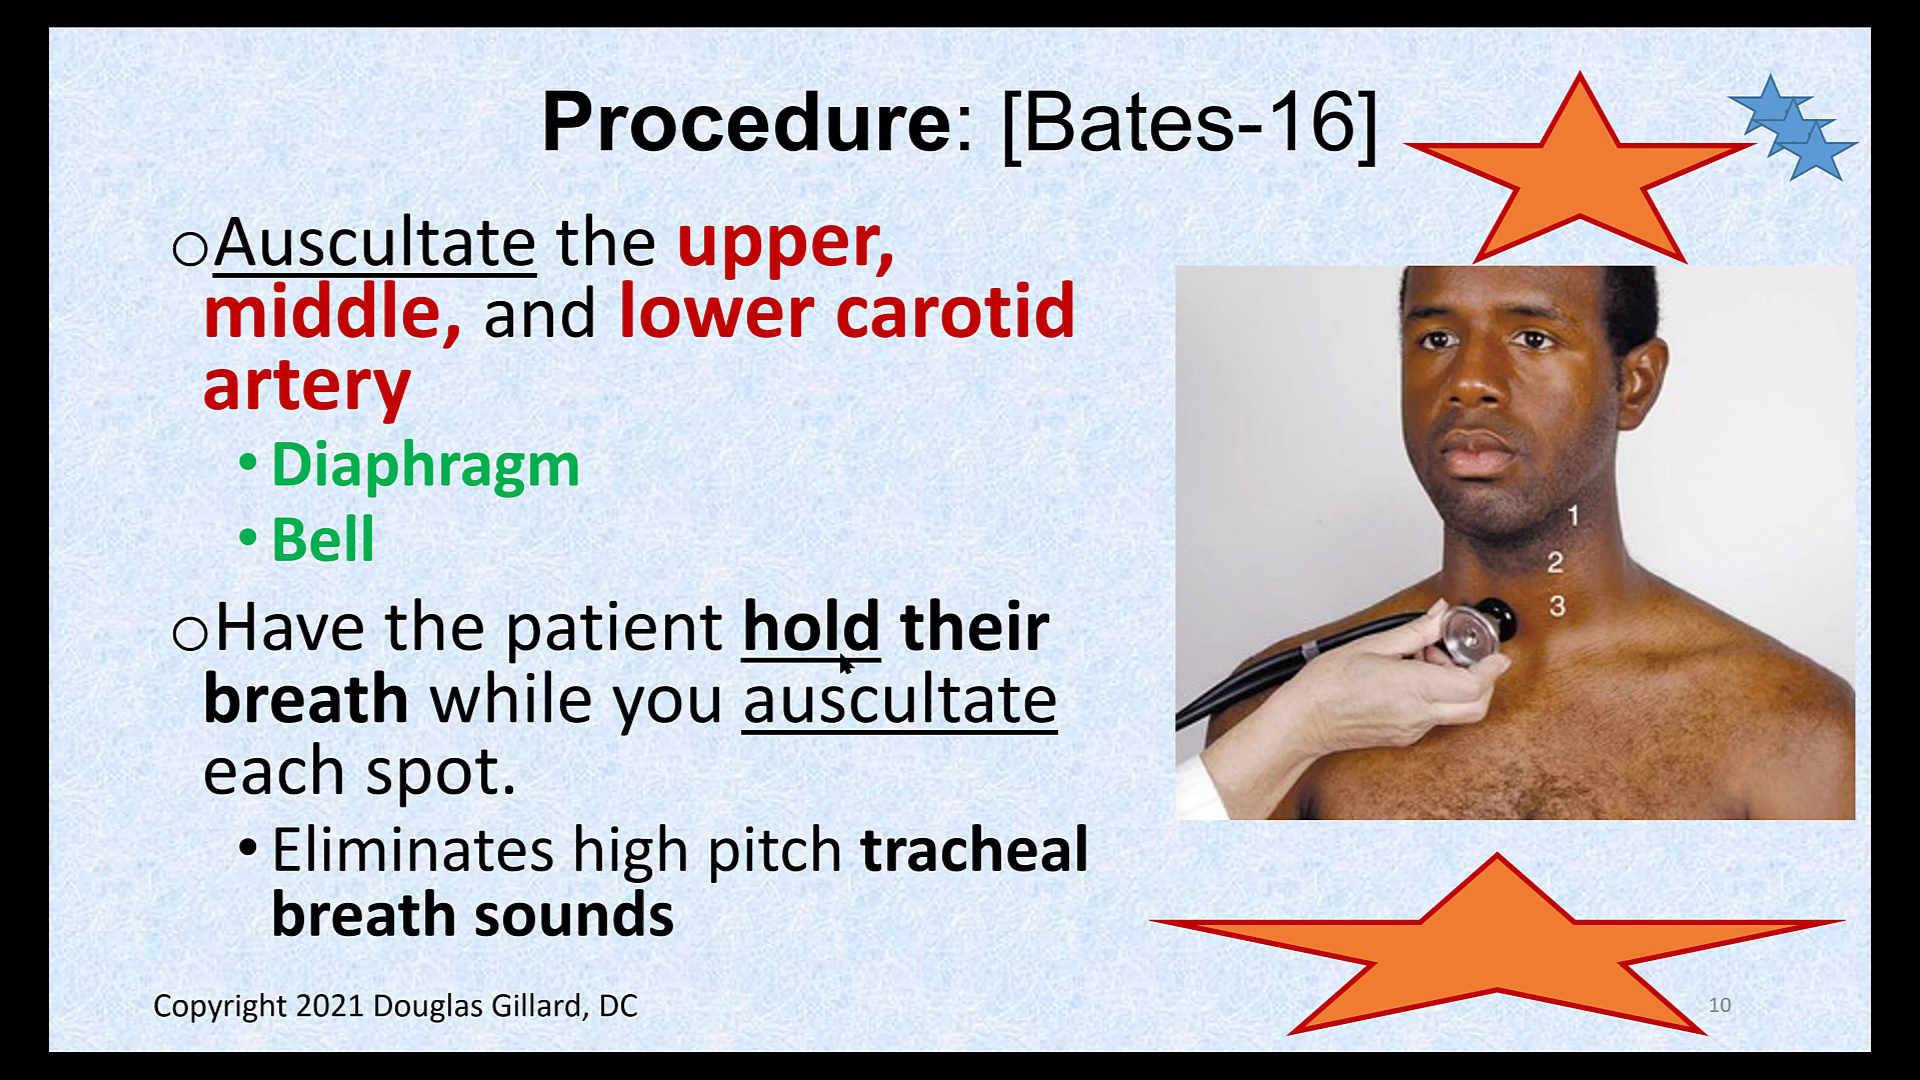 Procedure: [Bates-16]
oAuscultate the upper,
middle, and lower carotid
artery
• Diaphragm
• Bell
oHave the patient hold their
breath while you auscultate
each spot.
• Eliminates high pitch tracheal
breath sounds
1
2
3
Copyright 2021 Douglas Gillard, DC
10